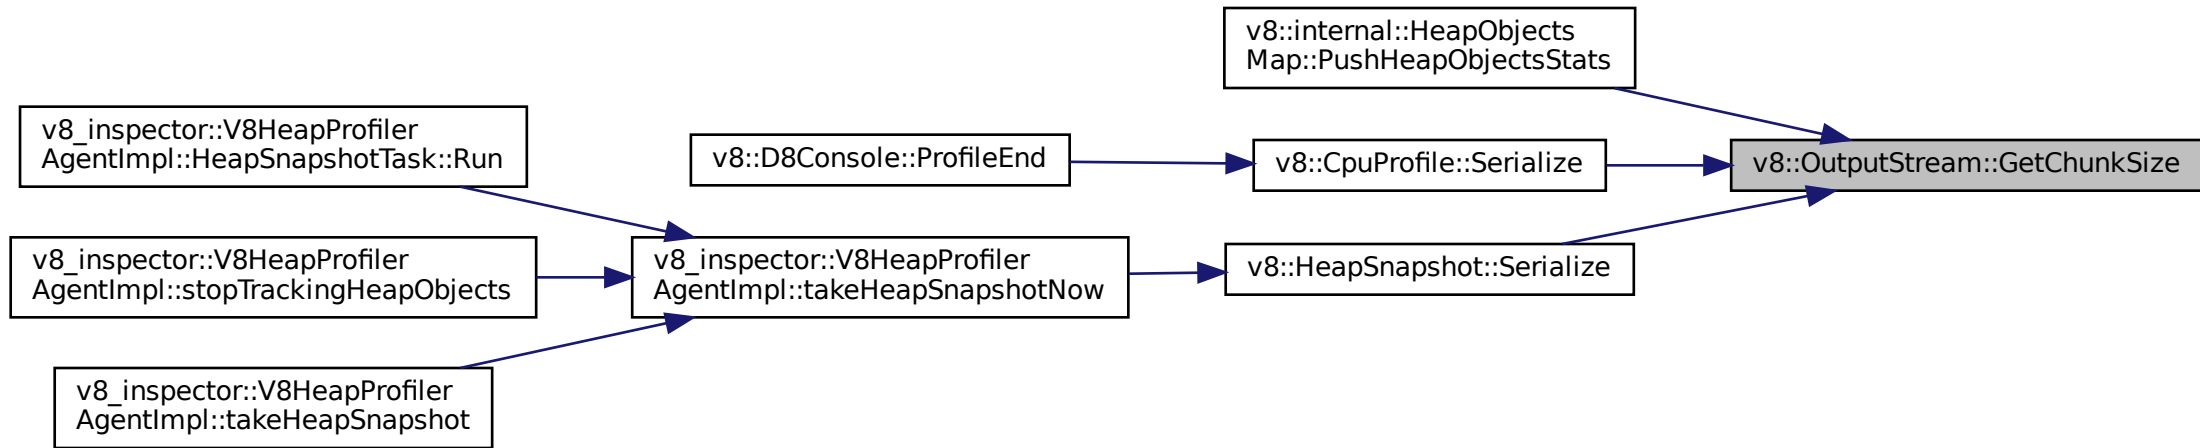 v8::internal::HeapObjects
Map::PushHeapObjectsStats
v8_inspector::V8HeapProfiler
AgentImpl::HeapSnapshotTask::Run
v8::D8Console::ProfileEnd
v8::CpuProfile::Serialize
v8::OutputStream::GetChunkSize
v8_inspector::V8HeapProfiler
AgentImpl::stopTrackingHeapObjects
v8_inspector::V8HeapProfiler
AgentImpl::takeHeapSnapshotNow
v8::HeapSnapshot::Serialize
v8_inspector::V8HeapProfiler
AgentImpl::takeHeapSnapshot